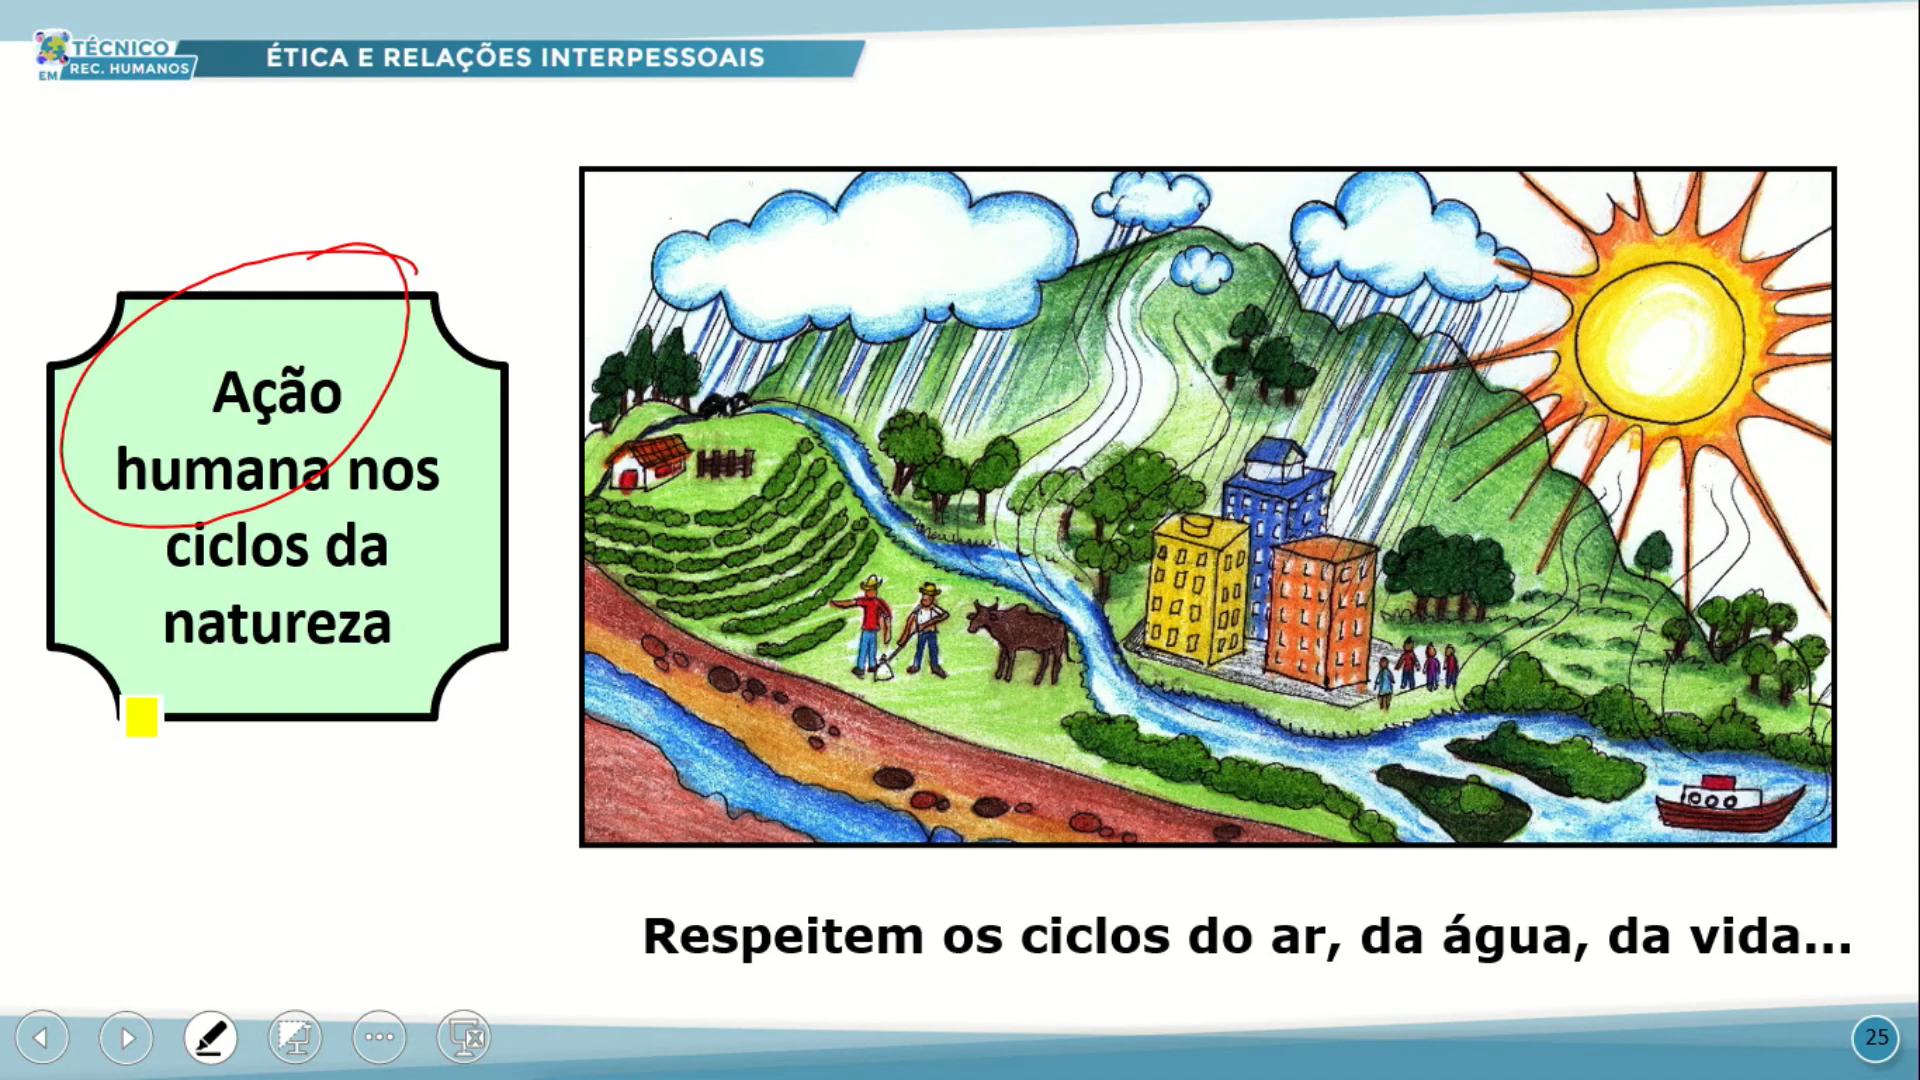 TÉCNICO
EM REC. HUMANOS
ÉTICA E RELAÇÕES INTERPESSOAIS
Ação
humana nos
ciclos da
natureza
Respeitem os ciclos do ar, da água, da vida...
25